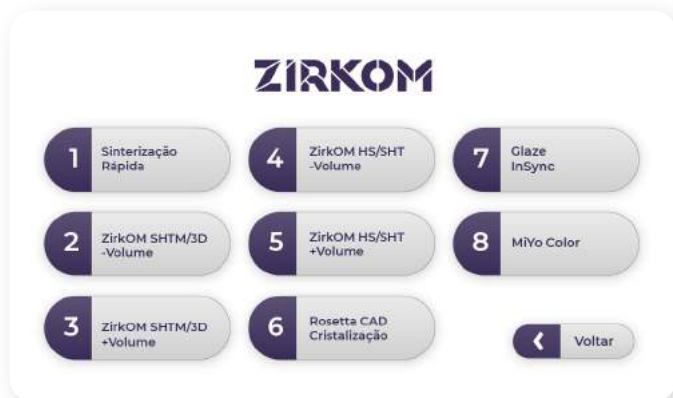 ZIRKOM
1 Sinterização
Rápida
2 ZirkOM SHTM/3D
-Volume
3 ZirkOM SHTM/3D
+Volume
4 ZirkOM HS/SHT
-Volume
5 ZirkOM HS/SHT
+Volume
6 Rosetta CAD
Cristalização
7 Glaze
InSync
8 MiYo Color
Voltar